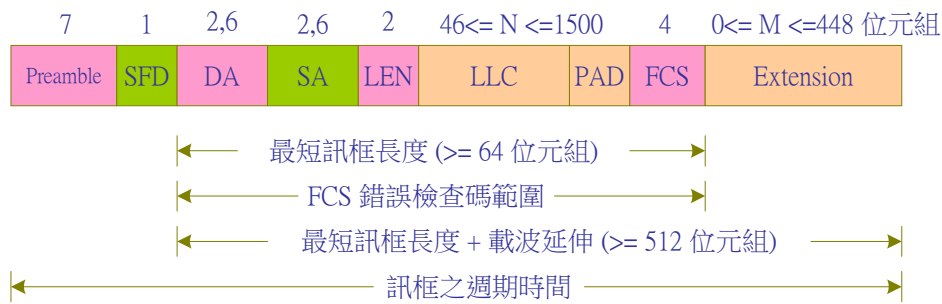 7 1 2,6 2,6 2 46<= N <=1500 4 0<= M <=448 位元組
Preamble SFD DA SA LEN LLC PAD FCS Extension
最短訊框長度 (>= 64 位元組)
FCS 錯誤檢查碼範圍
最短訊框長度 + 載波延伸 (>= 512 位元組)
訊框之週期時間